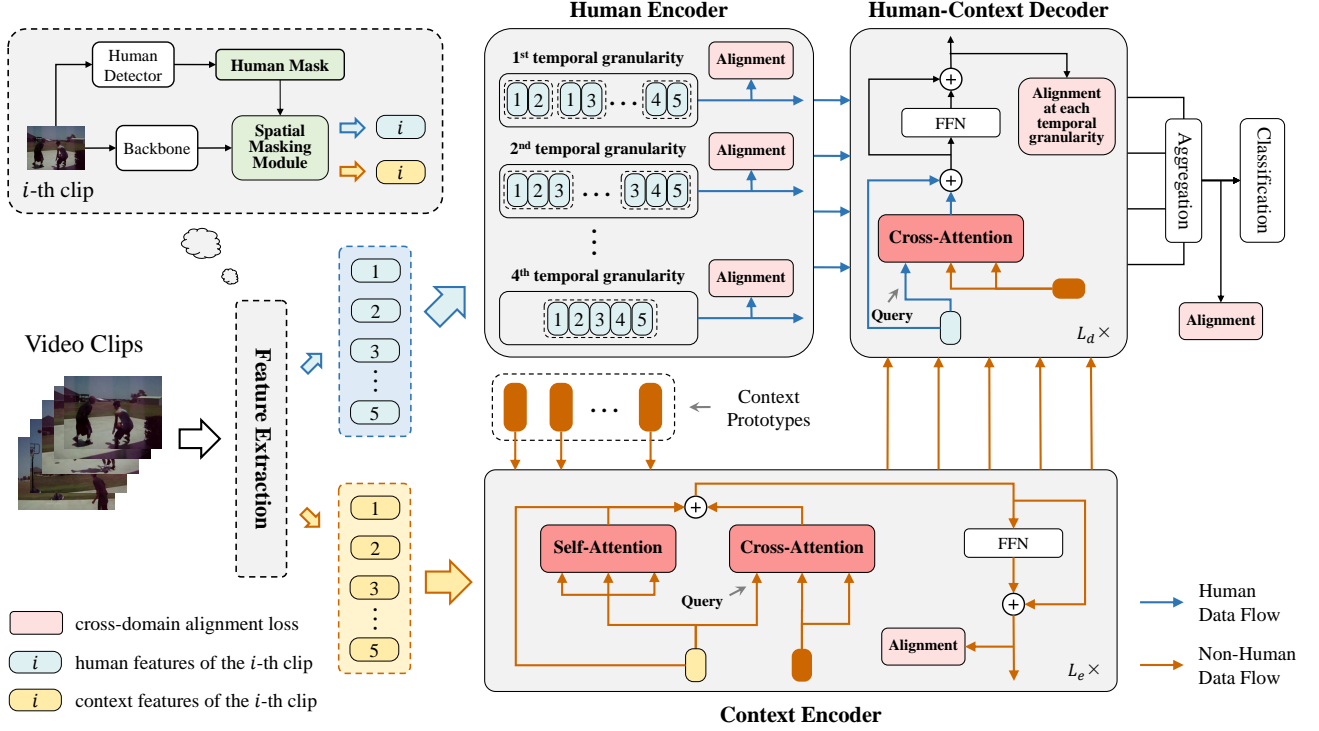 Human Encoder
Human-Context Decoder
Human
Detector
Human Mask
Backbone
Spatial
Masking
Module
i
i
i-th clip
1st temporal granularity
Alignment
1 2 1 3 ... 4 5
2nd temporal granularity
Alignment
1 2 3 ... 3 4 5
4th temporal granularity
Alignment
1 2 3 4 5
Alignment
at each
temporal
granularity
FFN
Cross-Attention
Query
L_d ×
Aggregation
Classification
Alignment
Video Clips
Feature Extraction
1
2
3
5
1
2
3
5
Context
Prototypes
Self-Attention
Cross-Attention
Query
FFN
Alignment
L_e ×
Context Encoder
cross-domain alignment loss
i human features of the i-th clip
i context features of the i-th clip
Human
Data Flow
Non-Human
Data Flow